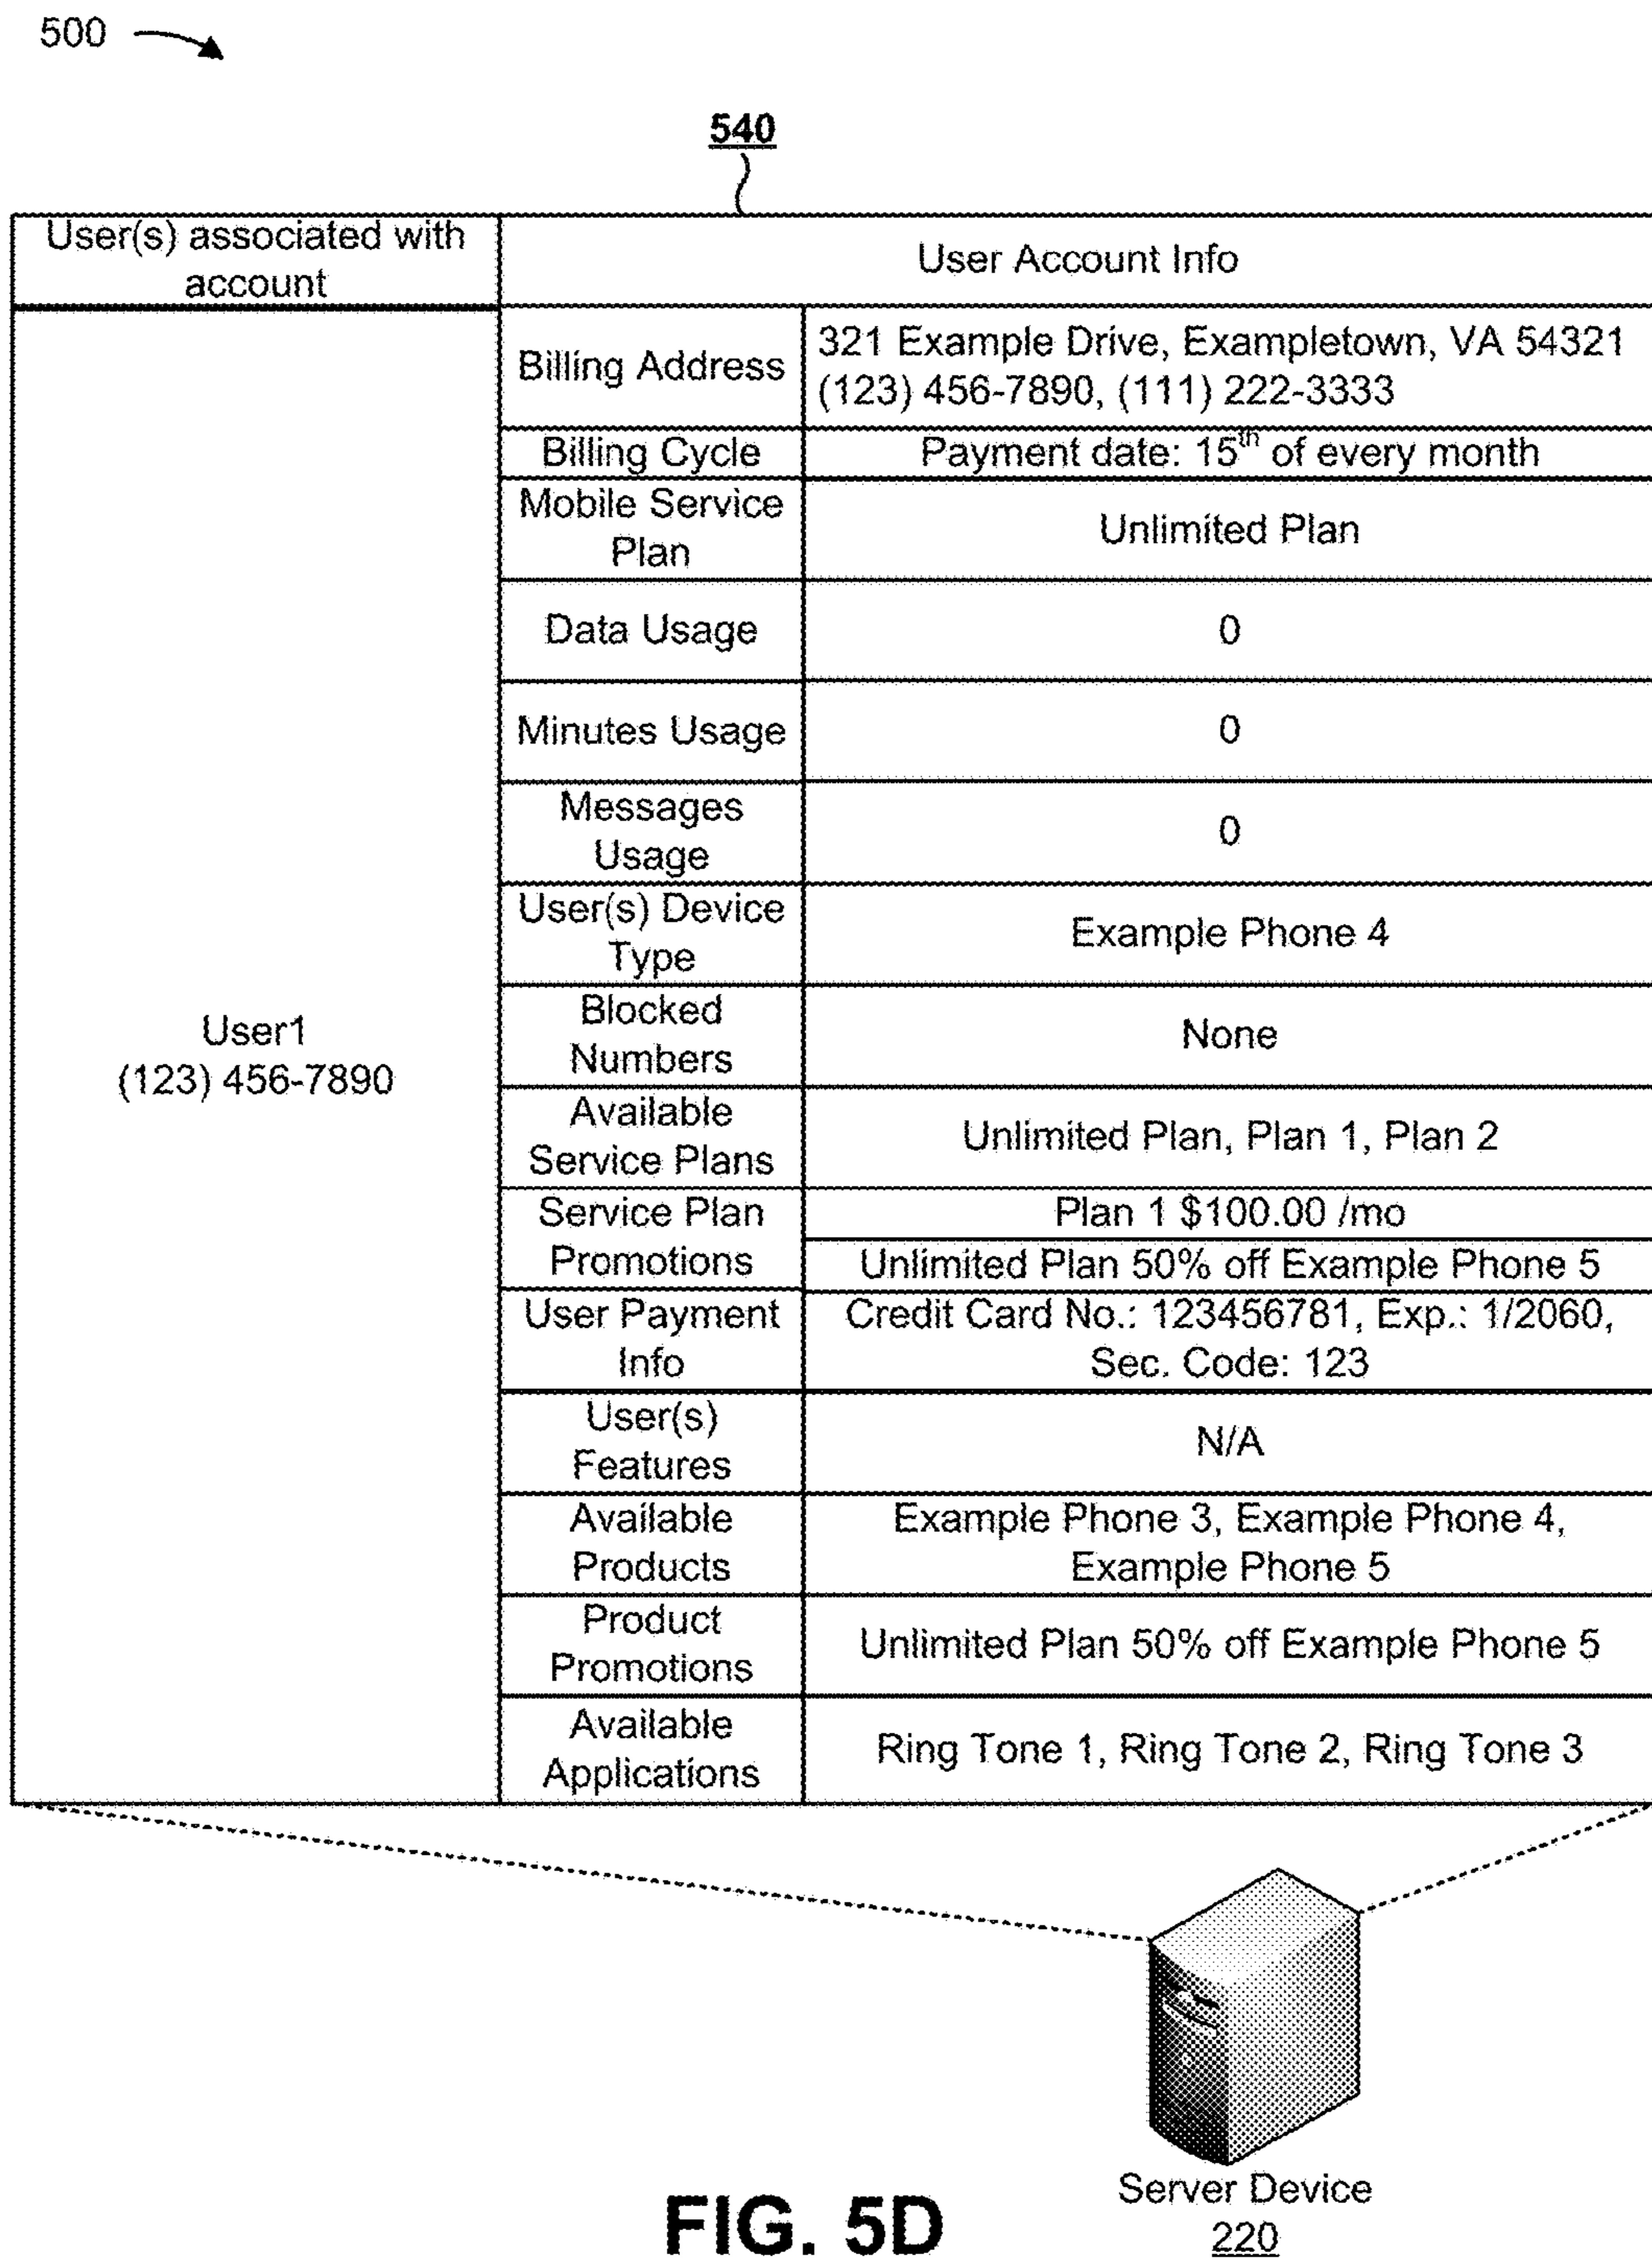 500
540
User(s) associated with
account
User Account Info
User1
(123) 456-7890
Billing Address
321 Example Drive, Exampletown, VA 54321
(123) 456-7890, (111) 222-3333
Billing Cycle
Payment date: 15th of every month
Mobile Service
Plan
Unlimited Plan
Data Usage
0
Minutes Usage
0
Messages
Usage
0
User(s) Device
Type
Example Phone 4
Blocked
Numbers
None
Available
Service Plans
Unlimited Plan, Plan 1, Plan 2
Service Plan
Promotions
Plan 1 $100.00 /mo
Unlimited Plan 50% off Example Phone 5
User Payment
Info
Credit Card No.: 123456781, Exp.: 1/2060,
Sec. Code: 123
User(s)
Features
N/A
Available
Products
Example Phone 3, Example Phone 4,
Example Phone 5
Product
Promotions
Unlimited Plan 50% off Example Phone 5
Available
Applications
Ring Tone 1, Ring Tone 2, Ring Tone 3
Server Device
220
FIG. 5D